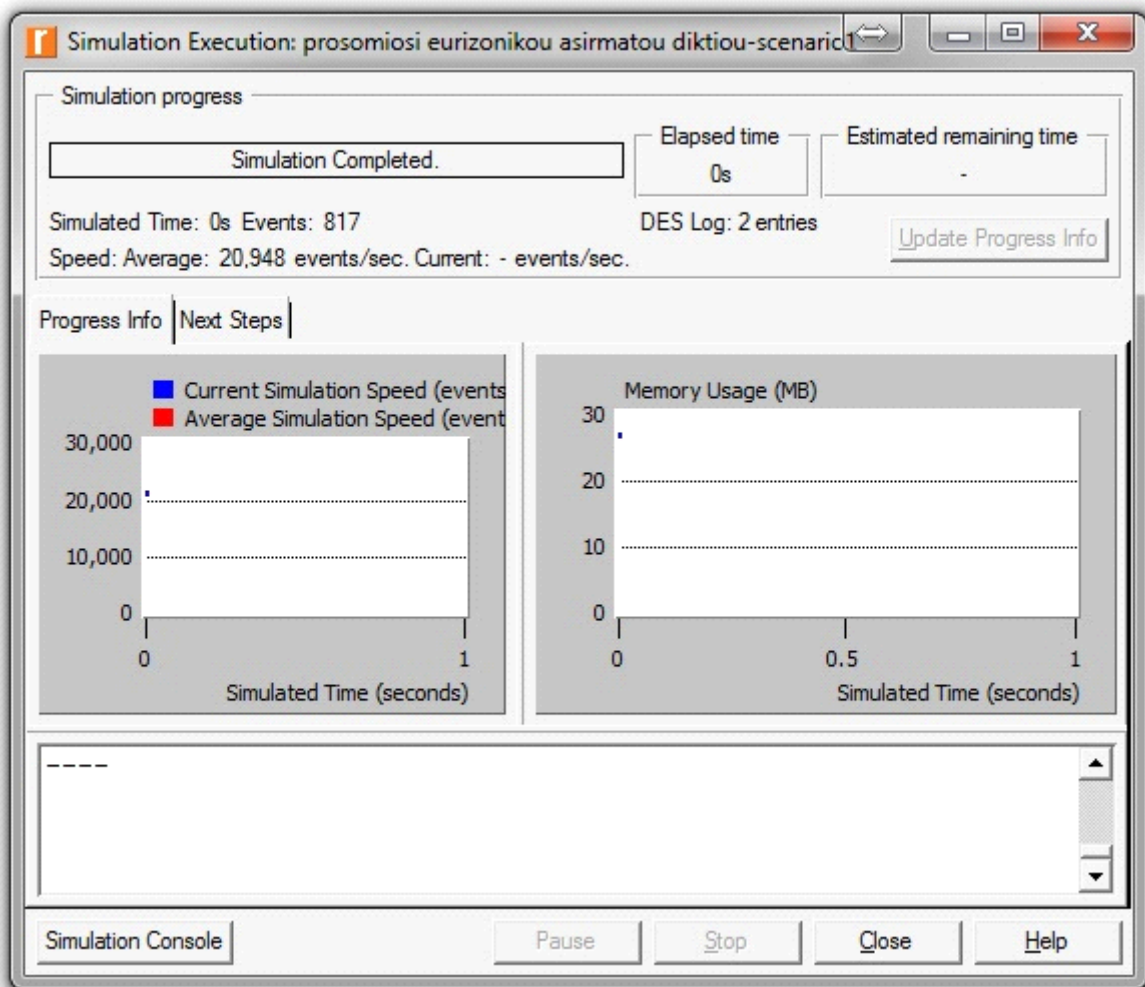 Simulation Execution: prosomiosi eurizonikou asirmatou diktiou-scenario1
Simulation progress
Simulation Completed.
Elapsed time
0s
Estimated remaining time
-
Simulated Time: 0s Events: 817
DES Log: 2 entries
Speed: Average: 20,948 events/sec. Current: - events/sec.
Update Progress Info
Progress Info
Next Steps
Current Simulation Speed (events
Average Simulation Speed (event
30,000
20,000
10,000
0
0 1
Simulated Time (seconds)
Memory Usage (MB)
30
20
10
0
0 0.5 1
Simulated Time (seconds)
----
Simulation Console
Pause
Stop
Close
Help